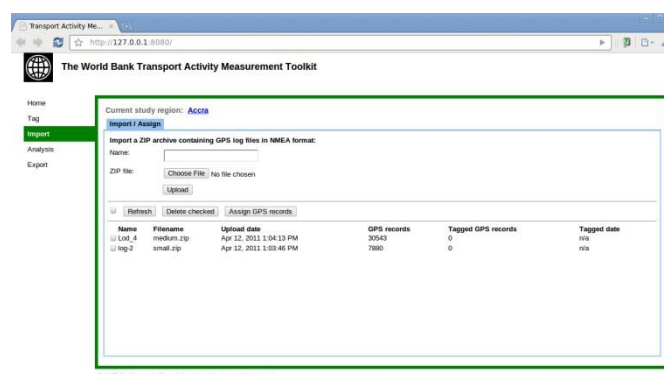 Transport Activity Me...
http://127.0.0.1:8080/
The World Bank Transport Activity Measurement Toolkit
Home
Tag
Import
Analysis
Export
Current study region: Accra
Import / Assign
Import a ZIP archive containing GPS log files in NMEA format:
Name:
ZIP file: Choose File No file chosen
Upload
Refresh Delete checked Assign GPS records
Name Filename Upload date GPS records Tagged GPS records Tagged date
Lod_4 medium.zip Apr 12, 2011 1:04:13 PM 30543 0 n/a
log-2 small.zip Apr 12, 2011 1:03:46 PM 7880 0 n/a